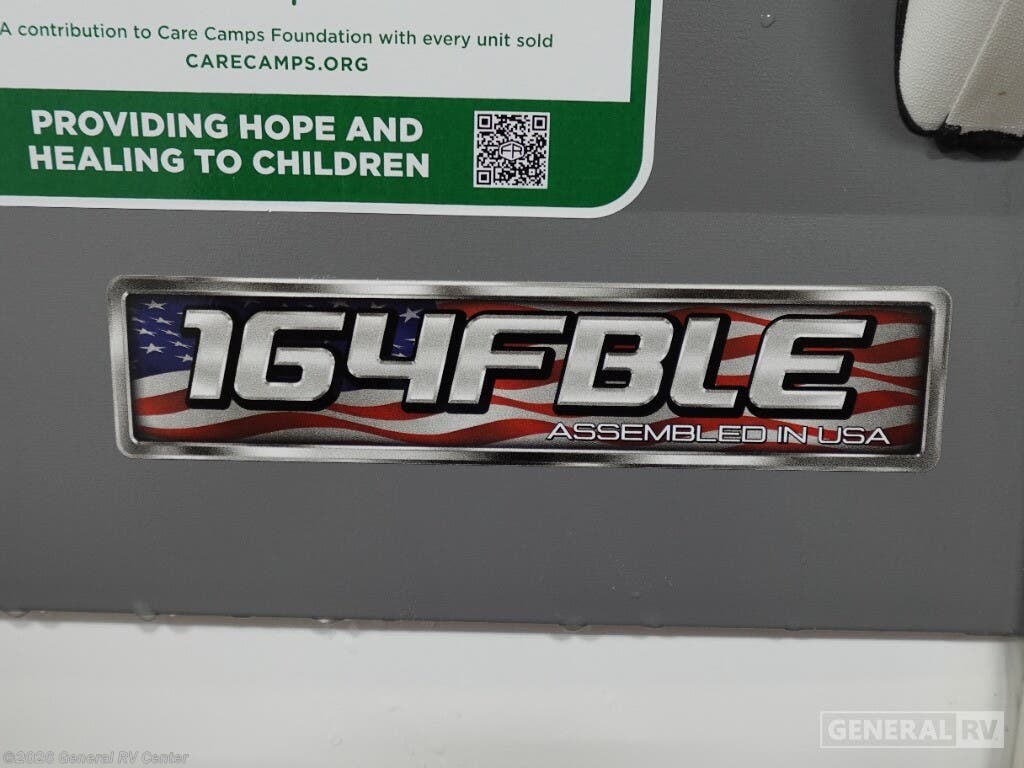 A contribution to Care Camps Foundation with every unit sold
CARECAMPS.ORG
PROVIDING HOPE AND
HEALING TO CHILDREN
164FBLE
ASSEMBLED IN USA
GENERAL RV
©2026 General RV Center